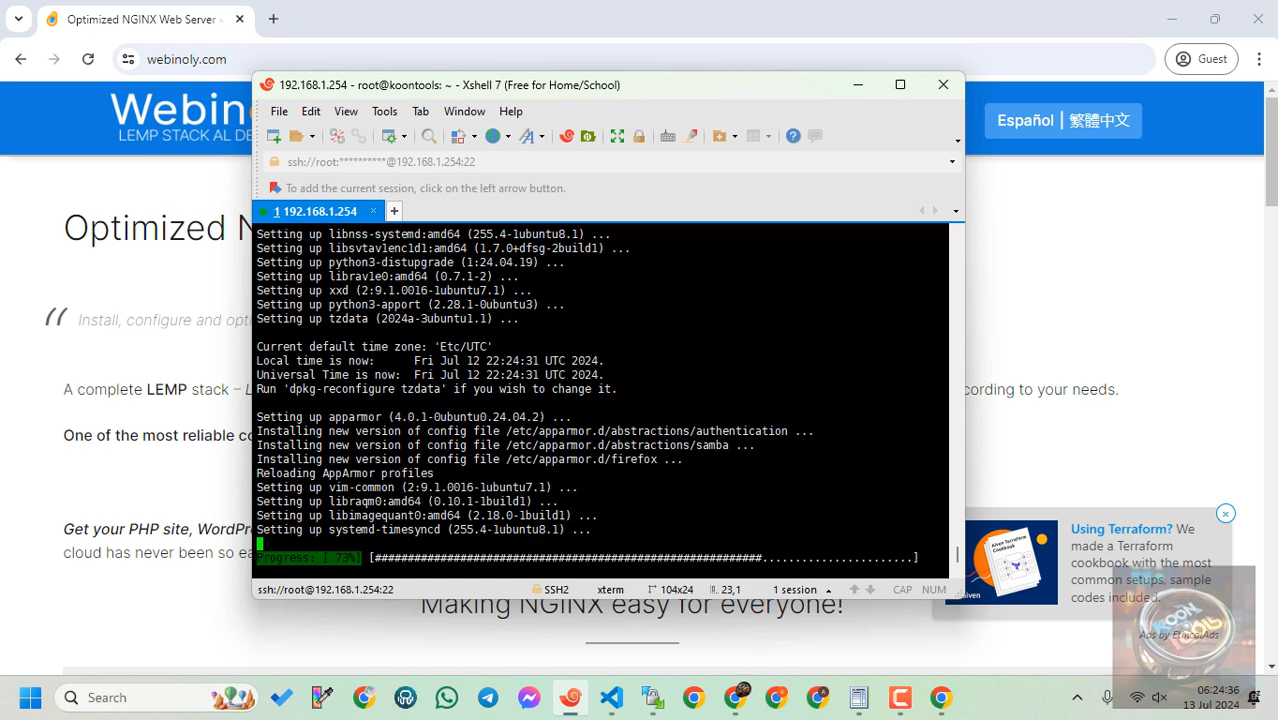 Optimized NGINX Web Server
webinoly.com
Guest
Webino
LEMP STACK AL DE
Español | 繁體中文
Optimized N
Install, configure and opti
A complete LEMP stack – L
ccording to your needs.
One of the most reliable co
Get your PHP site, WordPr
cloud has never been so ea
Making NGINX easy for everyone!
192.168.1.254 - root@koontools: ~ - Xshell 7 (Free for Home/School)
File Edit View Tools Tab Window Help
ssh://root:**********@192.168.1.254:22
To add the current session, click on the left arrow button.
1 192.168.1.254
Setting up libnss-systemd:amd64 (255.4-1ubuntu8.1) ...
Setting up libsvtav1enc1d1:amd64 (1.7.0+dfsg-2build1) ...
Setting up python3-distupgrade (1:24.04.19) ...
Setting up librav1e0:amd64 (0.7.1-2) ...
Setting up xxd (2:9.1.0016-1ubuntu7.1) ...
Setting up python3-apport (2.28.1-0ubuntu3) ...
Setting up tzdata (2024a-3ubuntu1.1) ...
Current default time zone: 'Etc/UTC'
Local time is now:      Fri Jul 12 22:24:31 UTC 2024.
Universal Time is now:  Fri Jul 12 22:24:31 UTC 2024.
Run 'dpkg-reconfigure tzdata' if you wish to change it.
Setting up apparmor (4.0.1-0ubuntu0.24.04.2) ...
Installing new version of config file /etc/apparmor.d/abstractions/authentication ...
Installing new version of config file /etc/apparmor.d/abstractions/samba ...
Installing new version of config file /etc/apparmor.d/firefox ...
Reloading AppArmor profiles
Setting up vim-common (2:9.1.0016-1ubuntu7.1) ...
Setting up libraqm0:amd64 (0.10.1-1build1) ...
Setting up libimagequant0:amd64 (2.18.0-1build1) ...
Setting up systemd-timesyncd (255.4-1ubuntu8.1) ...
Progress: [ 73%] [##########################################################.......................]
ssh://root@192.168.1.254:22 SSH2 xterm 104x24 23,1 1 session CAP NUM
Using Terraform? We
made a Terraform
cookbook with the most
common setups, sample
codes included.
Ads by EthicalAds
Search
06:24:36
13 Jul 2024